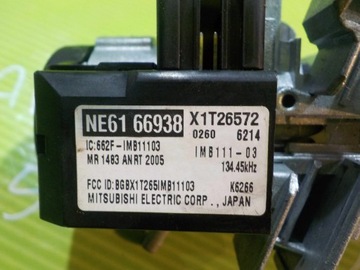 NE61 66938 X1T26572
0260 6214
IC:662F-IMB11103 IMB111-03
MR 1483 ANRT 2005 134.45kHz
FCC ID:BGBX1T265IMB11103 K6266
MITSUBISHI ELECTRIC CORP., JAPAN